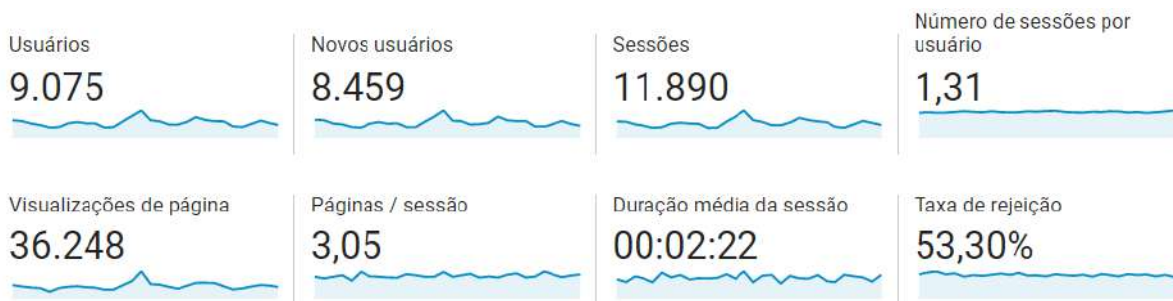 Usuários
9.075
Novos usuários
8.459
Sessões
11.890
Número de sessões por
usuário
1,31
Visualizações de página
36.248
Páginas / sessão
3,05
Duração média da sessão
00:02:22
Taxa de rejeição
53,30%